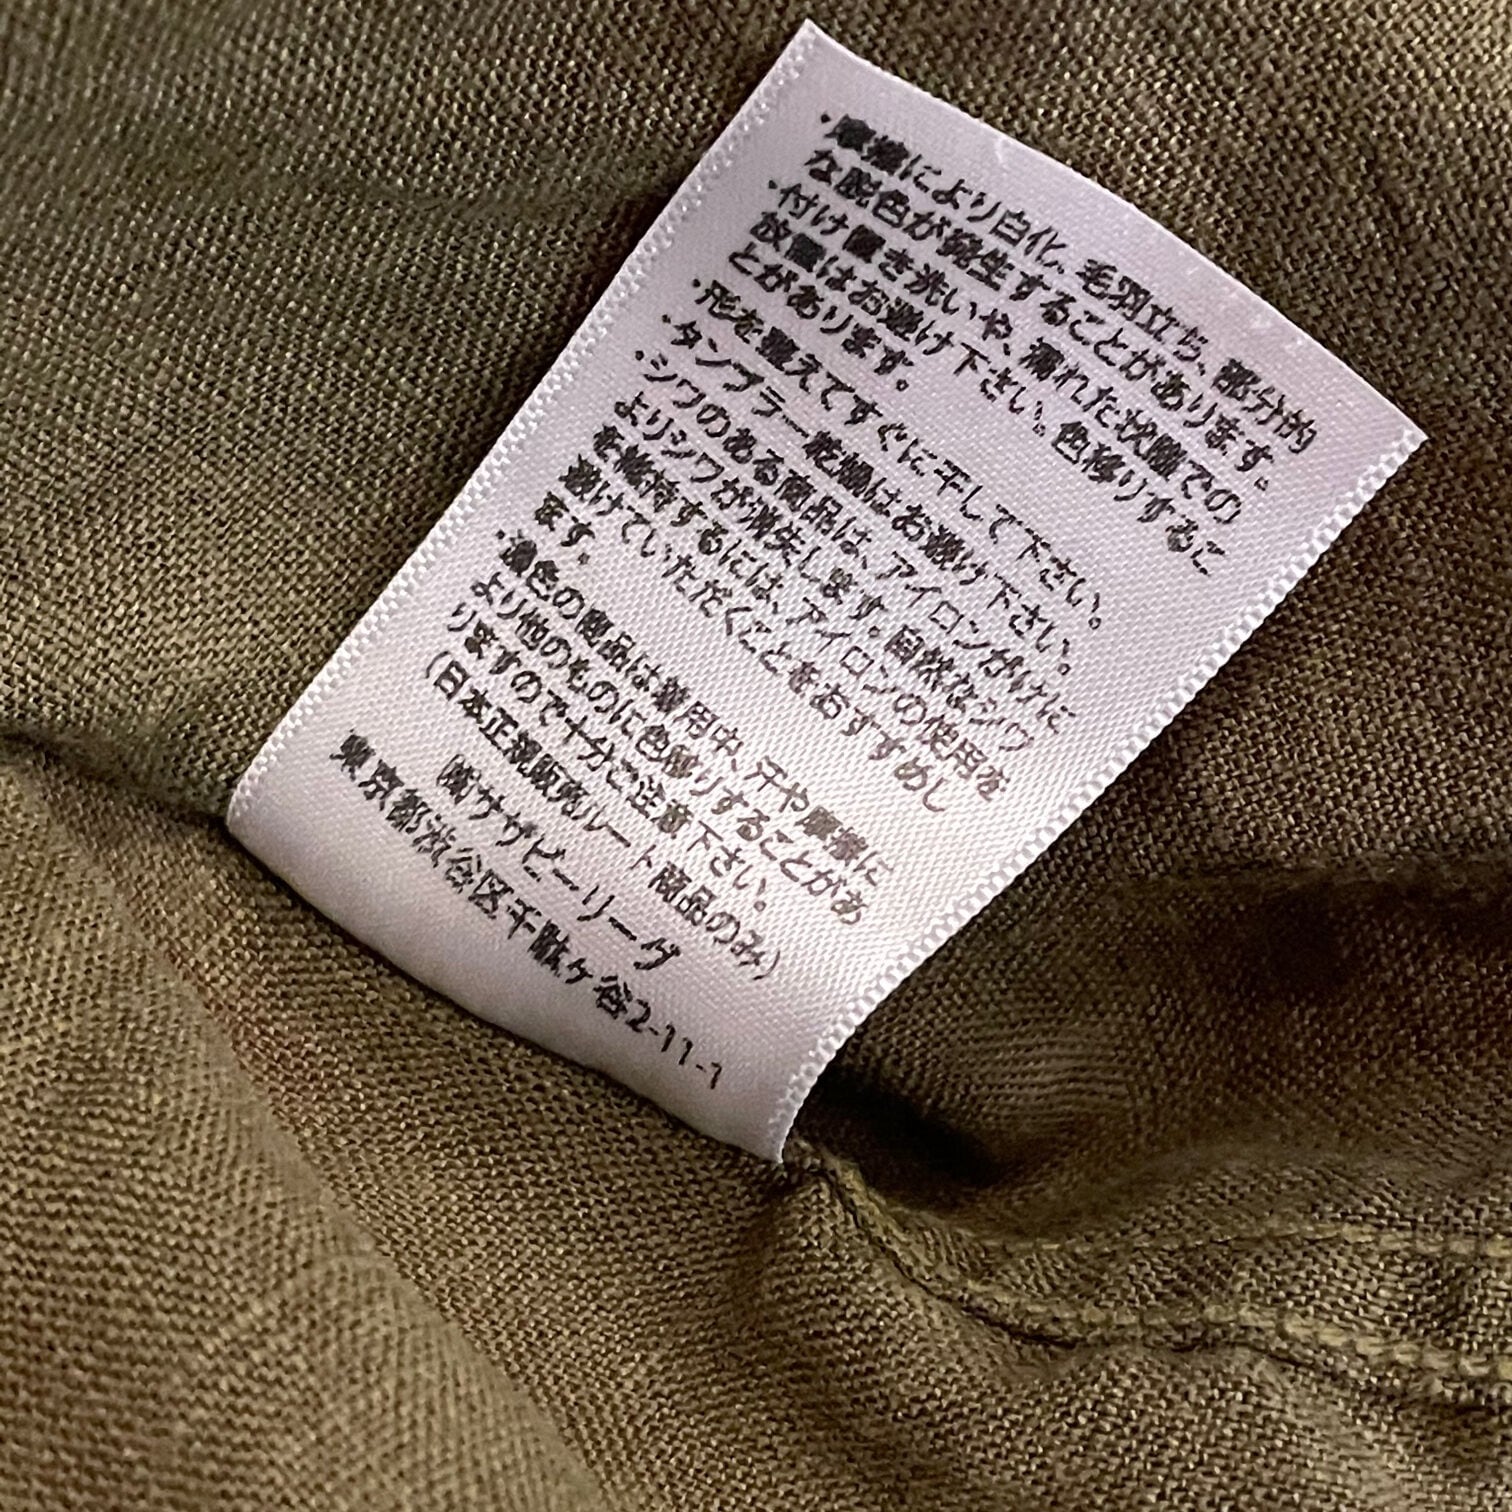 ・摩擦により白化、毛羽立ち、部分的
な脱色が発生することがあります。
・付け置き洗いや、濡れた状態での
放置はお避け下さい。色移りするこ
とがあります。
・形を整えてすぐに干して下さい。
・タンブラー乾燥はお避け下さい。
・シワのある商品は、アイロンがけに
よりシワが消失します。自然なシワ
を維持するには、アイロンの使用を
避けていただくことをおすすめし
ます。
・濃色の商品は着用中、汗や摩擦に
より他のものに色移りすることがあ
りますので十分ご注意下さい。
(日本正規販売ルート商品のみ)
㈱サザビーリーグ
東京都渋谷区千駄ヶ谷2-11-1